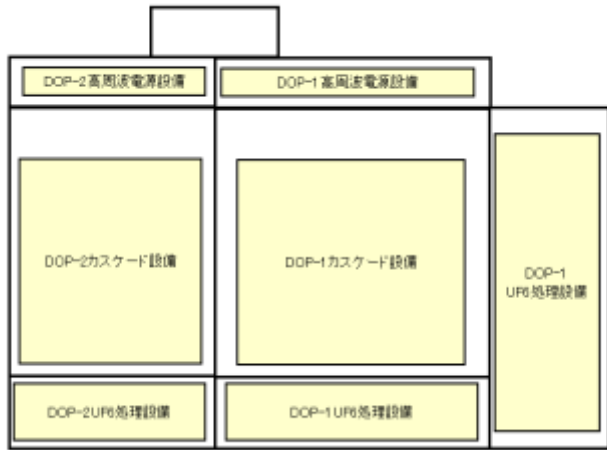 DOP-2高周波電源設備
DOP-1高周波電源設備
DOP-2カスケード設備
DOP-1カスケード設備
DOP-1
UF6処理設備
DOP-2UF6処理設備
DOP-1UF6処理設備